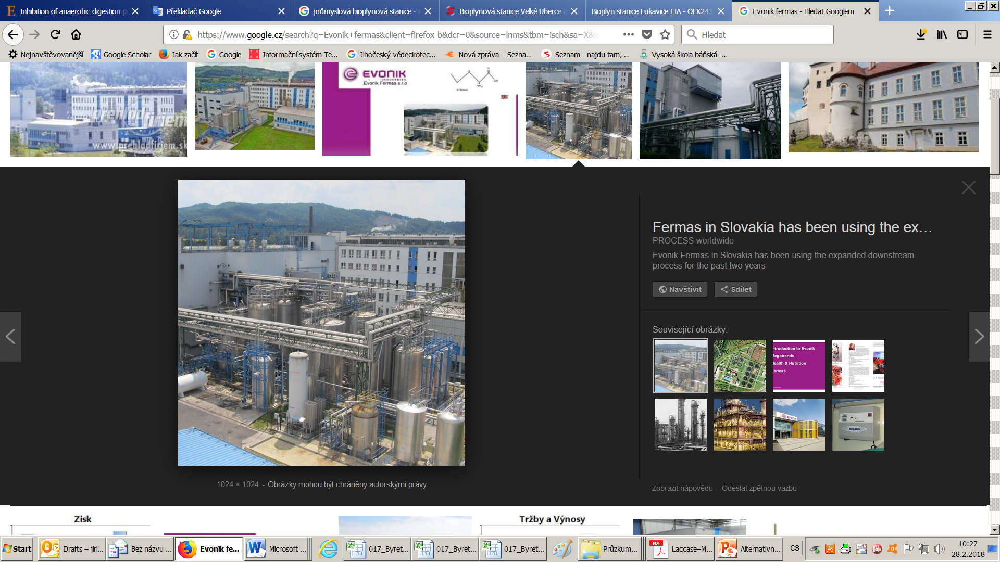 Inhibition of anaerobic digestion p
Překladač Google
průmyslová bioplynová stanice -
Bioplynová stanice Velké Uherce a
Bioplyn stanice Lukavice EIA - OLK243
Evonik fermas - Hledat Googlem
https://www.google.cz/search?q=Evonik+fermas&client=firefox-b&dcr=0&source=lnms&tbm=isch&sa=X&v
Hledat
Nejnavštěvovanější
Google Scholar
Jak začít
Google
Informační systém Te...
Jihočeský vědeckotec...
Nová zpráva – Sezna...
Seznam - najdu tam, ...
Vysoká škola báňská -...
www.prehladfiriem.sk
EVONIK
INDUSTRIES
Evonik Fermas s.r.o
Fermas in Slovakia has been using the ex…
PROCESS worldwide
Evonik Fermas in Slovakia has been using the expanded downstream
process for the past two years
Navštívit
Sdílet
Související obrázky:
ntroduction to Evonik
Megatrends
Health & Nutrition
Fermas
EVONIK
OCEANIK
1024 × 1024 - Obrázky mohou být chráněny autorskými právy
Zobrazit nápovědu - Odeslat zpětnou vazbu
Zisk
Tržby a Výnosy
Start
Drafts – jiri...
Bez názvu ...
Evonik fe...
Microsoft ...
017_Byret...
017_Byret...
017_Byret...
Průzkum...
Laccase–M...
Alternativn...
CS
10:27
28.2.2018